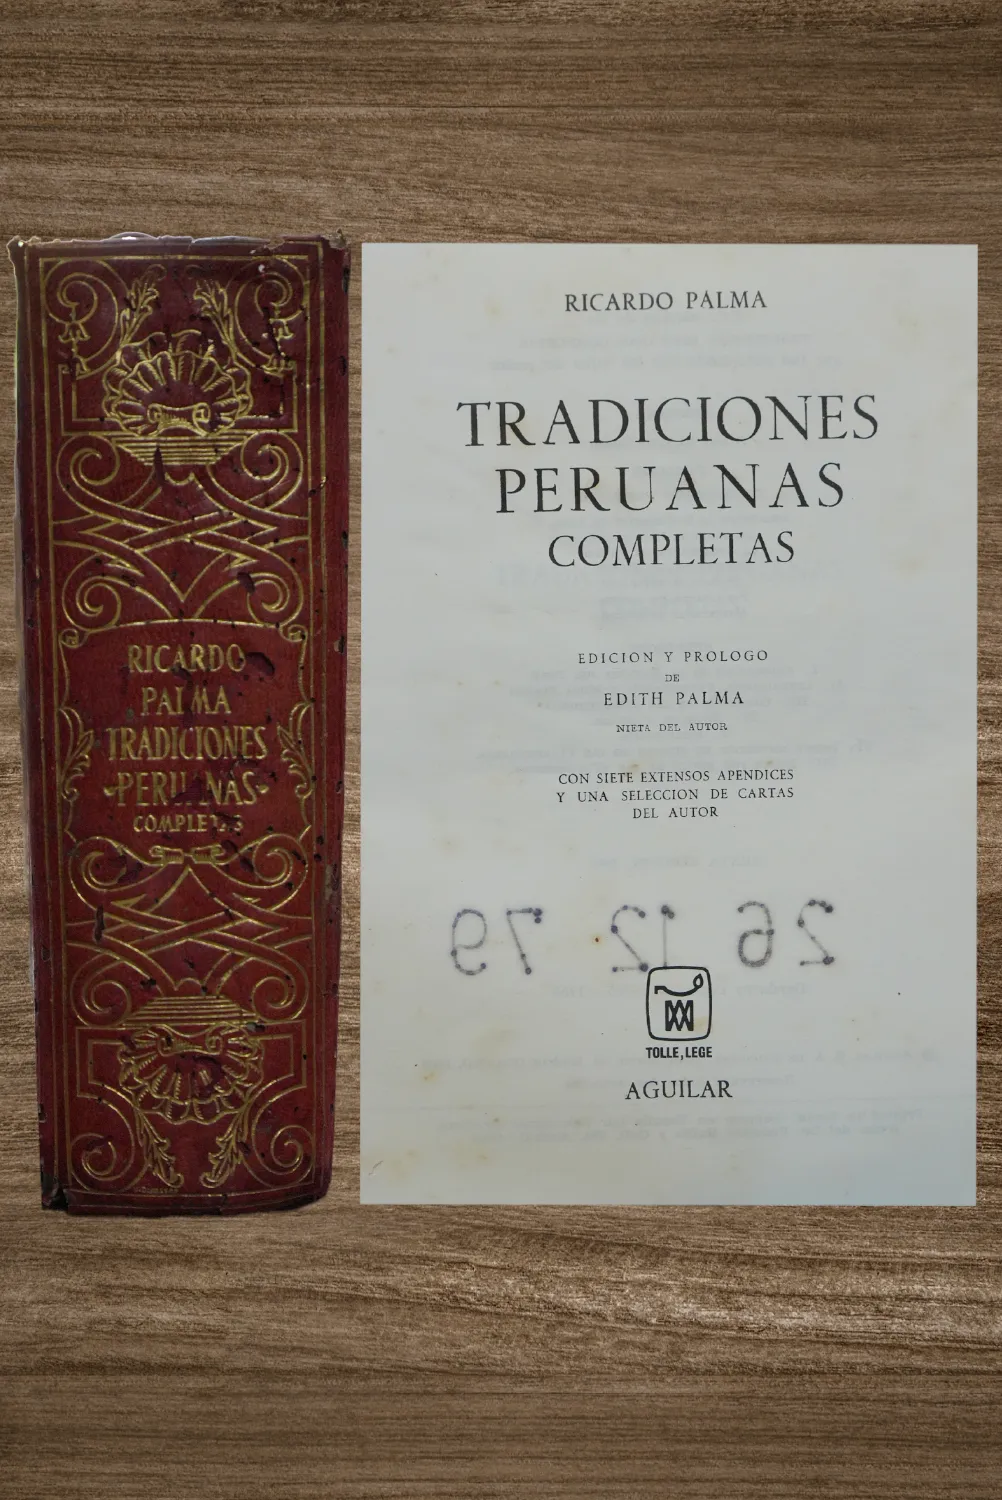 RICARDO
PALMA
TRADICIONES
PERUANAS
COMPLETAS
RICARDO PALMA
TRADICIONES
PERUANAS
COMPLETAS
EDICION Y PROLOGO
DE
EDITH PALMA
NIETA DEL AUTOR
CON SIETE EXTENSOS APENDICES
Y UNA SELECCION DE CARTAS
DEL AUTOR
26 12 79
TOLLE, LEGE
AGUILAR